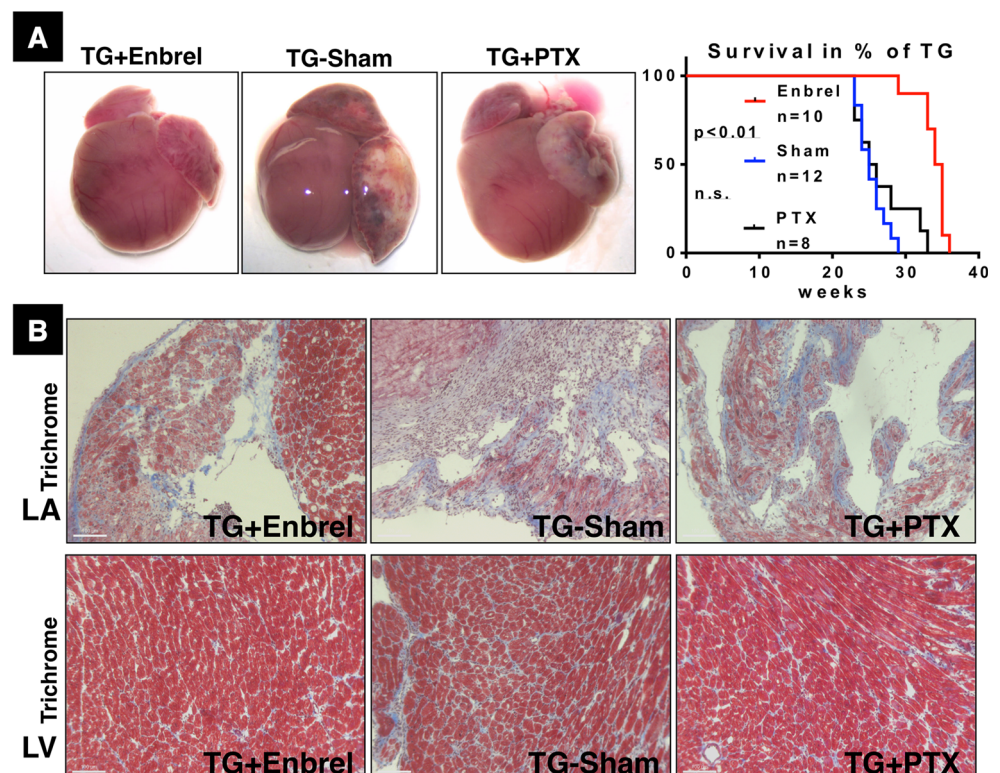 A
TG+Enbrel
TG-Sham
TG+PTX
Survival in % of TG
100
50
0
Enbrel
n=10
p<0.01
Sham
n=12
n.s.
PTX
n=8
0 10 20 30 40
weeks
B
Trichrome
LA
TG+Enbrel
TG-Sham
TG+PTX
Trichrome
LV
TG+Enbrel
TG-Sham
TG+PTX